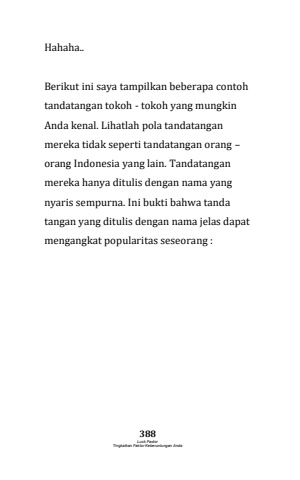 Hahaha..
Berikut ini saya tampilkan beberapa contoh
tandatangan tokoh - tokoh yang mungkin
Anda kenal. Lihatlah pola tandatangan
mereka tidak seperti tandatangan orang –
orang Indonesia yang lain. Tandatangan
mereka hanya ditulis dengan nama yang
nyaris sempurna. Ini bukti bahwa tanda
tangan yang ditulis dengan nama jelas dapat
mengangkat popularitas seseorang :
388
Luck Factor
Tingkatkan Faktor Keberuntungan Anda